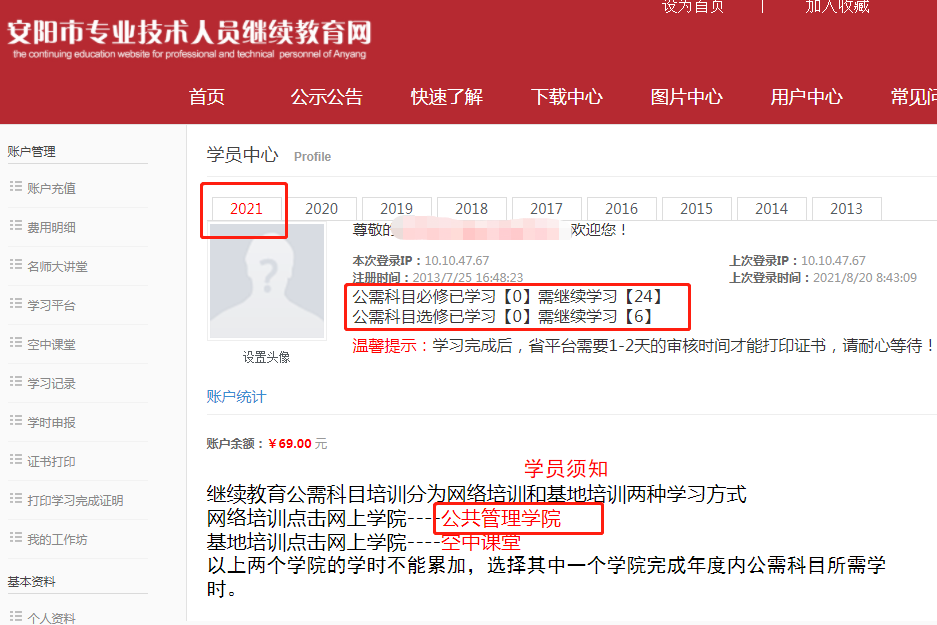 设为首页 | 加入收藏
安阳市专业技术人员继续教育网
the continuing education website for professional and technical personnel of Anyang
首页 公示公告 快速了解 下载中心 图片中心 用户中心 常见问
账户管理
账户充值
费用明细
名师大讲堂
学习平台
空中课堂
学习记录
学时申报
证书打印
打印学习完成证明
我的工作坊
基本资料
个人资料
学员中心 Profile
2021 2020 2019 2018 2017 2016 2015 2014 2013
尊敬的 欢迎您！
本次登录IP：10.10.47.67 上次登录IP：10.10.47.67
注册时间：2013/7/25 16:48:23 上次登录时间：2021/8/20 8:43:09
公需科目必修已学习【0】需继续学习【24】
公需科目选修已学习【0】需继续学习【6】
温馨提示：学习完成后，省平台需要1-2天的审核时间才能打印证书，请耐心等待！
设置头像
账户统计
账户余额：￥69.00 元
学员须知
继续教育公需科目培训分为网络培训和基地培训两种学习方式
网络培训点击网上学院----公共管理学院
基地培训点击网上学院----空中课堂
以上两个学院的学时不能累加，选择其中一个学院完成年度内公需科目所需学
时。